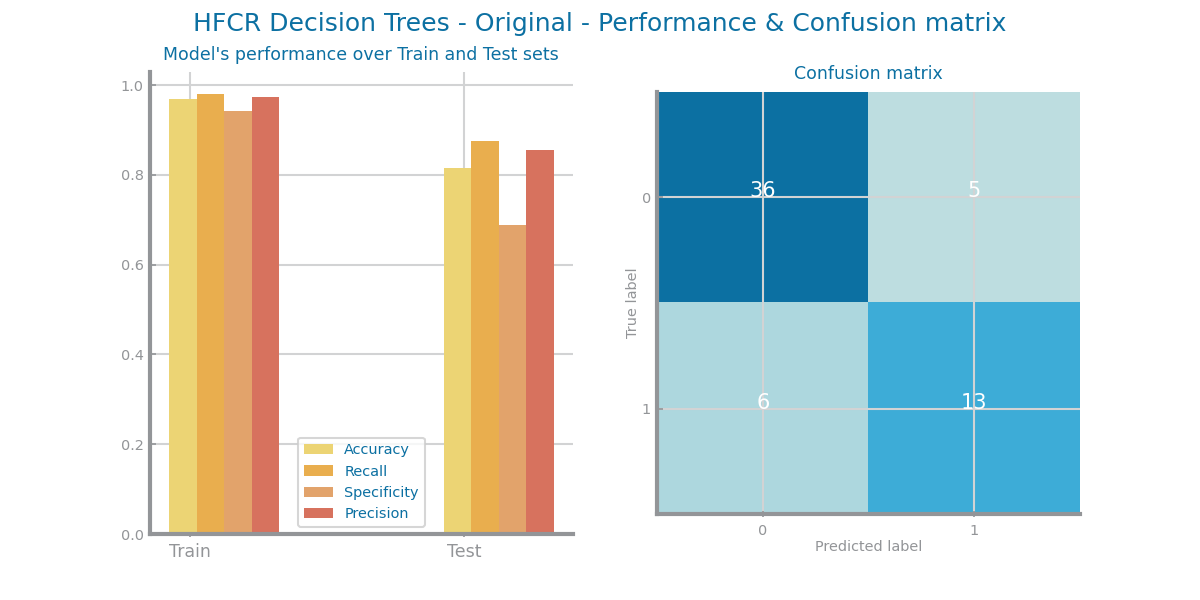 HFCR Decision Trees - Original - Performance & Confusion matrix
Model's performance over Train and Test sets
1.0
0.8
0.6
0.4
0.2
0.0
Train
Test
Accuracy
Recall
Specificity
Precision
Confusion matrix
True label
0
1
36
5
6
13
0
1
Predicted label